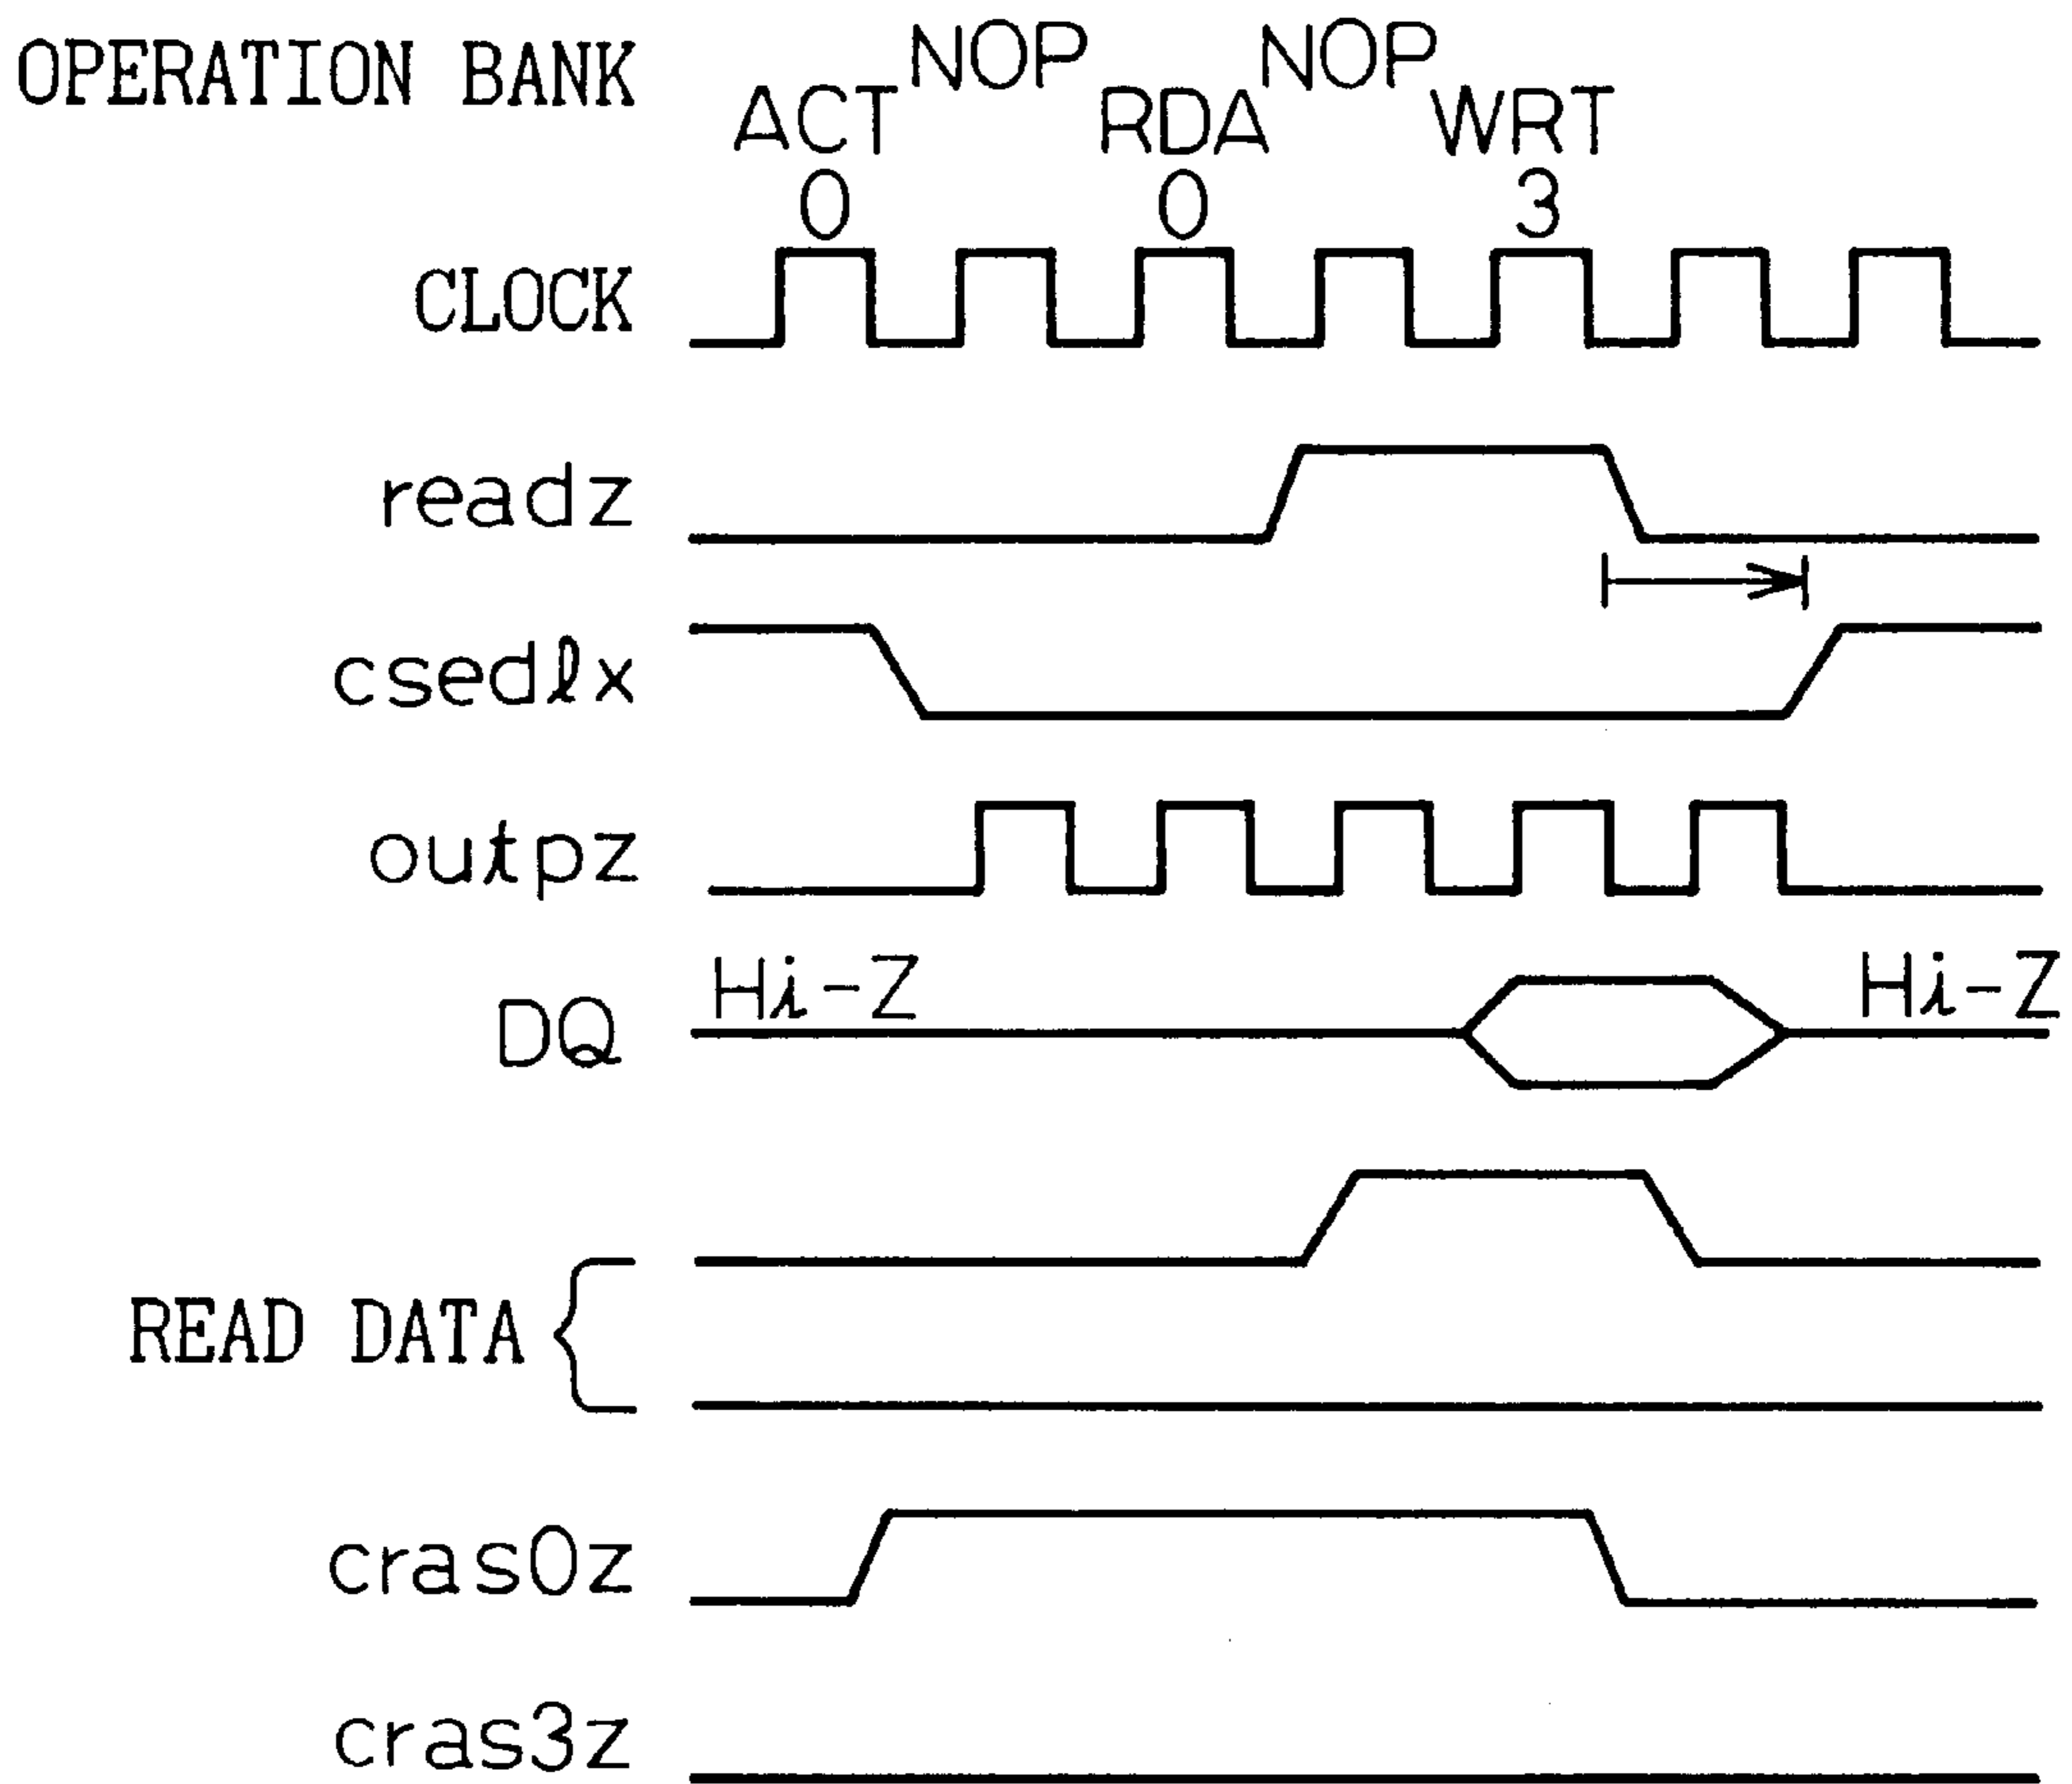 OPERATION BANK
NOP NOP
ACT RDA WRT
0 0 3
CLOCK
readz
csedlx
outpz
Hi-Z Hi-Z
DQ
READ DATA
cras0z
cras3z